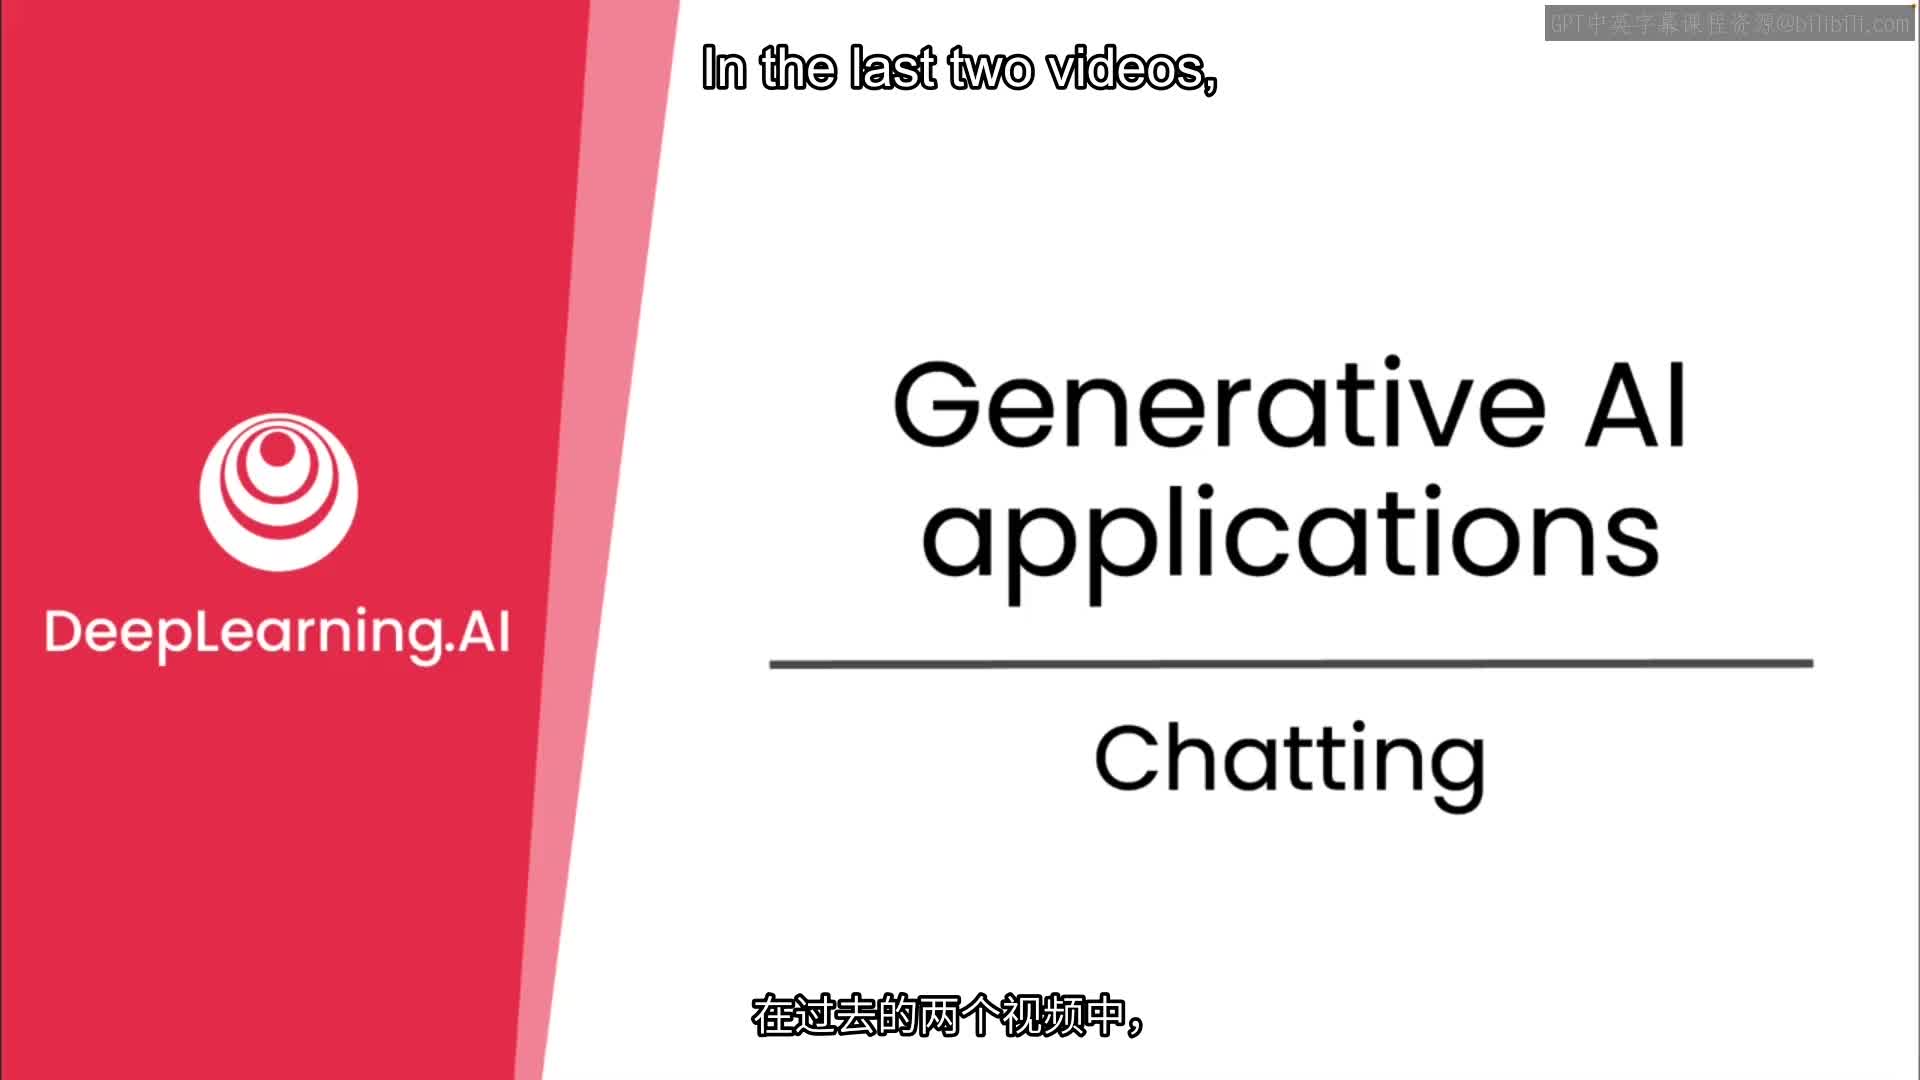 GPT中英字幕课程资源@bilibili.com
In the last two videos,
Generative AI
applications
DeepLearning.AI
Chatting
在过去的两个视频中，